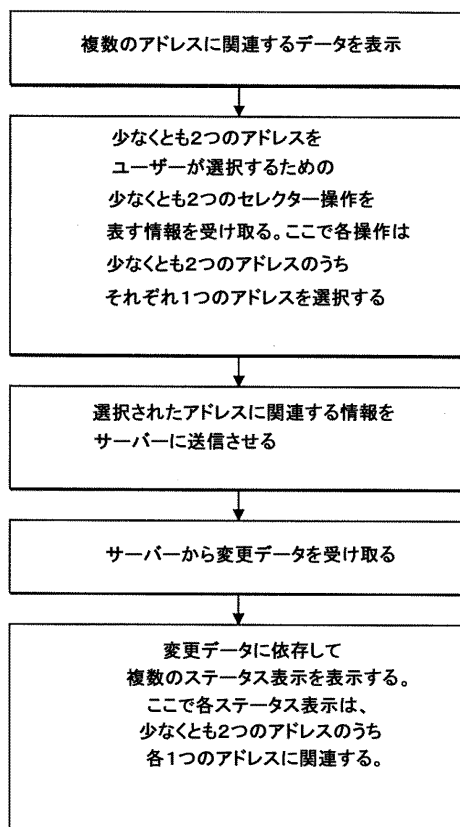 複数のアドレスに関連するデータを表示
少なくとも2つのアドレスを
ユーザーが選択するための
少なくとも2つのセレクター操作を
表す情報を受け取る。ここで各操作は
少なくとも2つのアドレスのうち
それぞれ1つのアドレスを選択する
選択されたアドレスに関連する情報を
サーバーに送信させる
サーバーから変更データを受け取る
変更データに依存して
複数のステータス表示を表示する。
ここで各ステータス表示は、
少なくとも2つのアドレスのうち
各1つのアドレスに関連する。